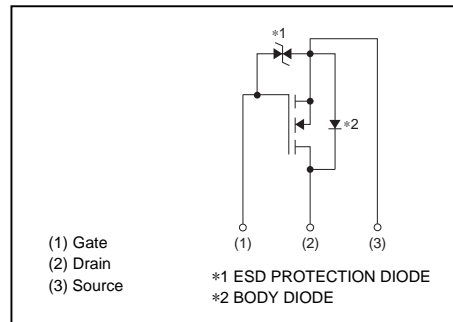 ∗1
∗2
(1) (2) (3)
(1) Gate
(2) Drain
(3) Source
∗1 ESD PROTECTION DIODE
∗2 BODY DIODE